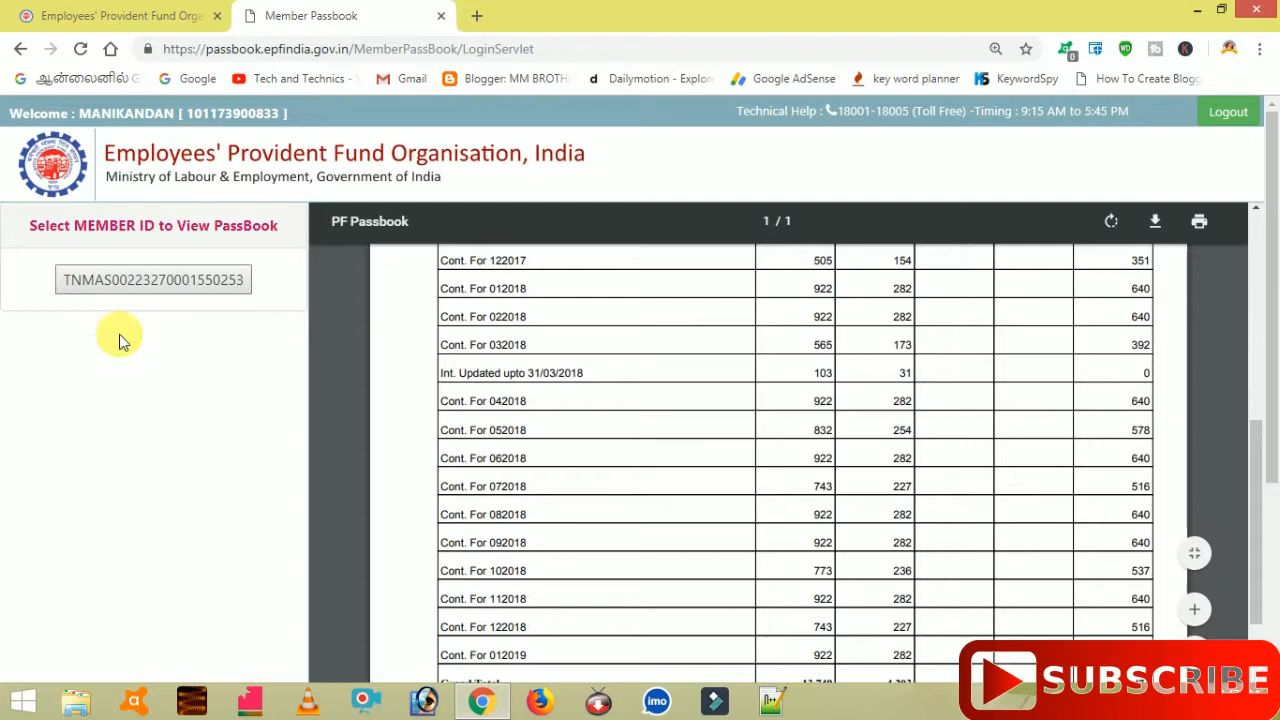 Employees' Provident Fund Orga
Member Passbook
https://passbook.epfindia.gov.in/MemberPassBook/LoginServlet
0
ஆன்லைனில் G
Google
Tech and Technics -
Gmail
Blogger: MM BROTH
Dailymotion - Explor
Google AdSense
key word planner
KeywordSpy
How To Create Blogg
Welcome : MANIKANDAN [ 101173900833 ]
Technical Help : 18001-18005 (Toll Free) -Timing : 9:15 AM to 5:45 PM
Logout
Employees' Provident Fund Organisation, India
Ministry of Labour & Employment, Government of India
Select MEMBER ID to View PassBook
TNMAS00223270001550253
PF Passbook
1 / 1
Cont. For 122017 505 154 351
Cont. For 012018 922 282 640
Cont. For 022018 922 282 640
Cont. For 032018 565 173 392
Int. Updated upto 31/03/2018 103 31 0
Cont. For 042018 922 282 640
Cont. For 052018 832 254 578
Cont. For 062018 922 282 640
Cont. For 072018 743 227 516
Cont. For 082018 922 282 640
Cont. For 092018 922 282 640
Cont. For 102018 773 236 537
Cont. For 112018 922 282 640
Cont. For 122018 743 227 516
Cont. For 012019 922 282
SUBSCRIBE
imo